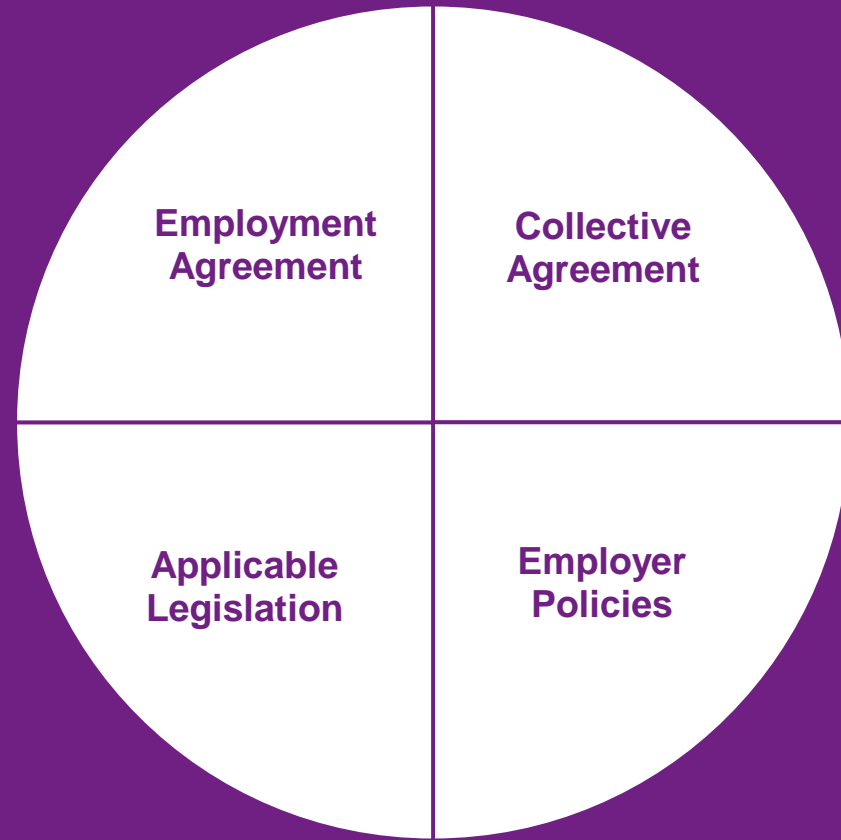 Employment
Agreement
Collective
Agreement
Applicable
Legislation
Employer
Policies